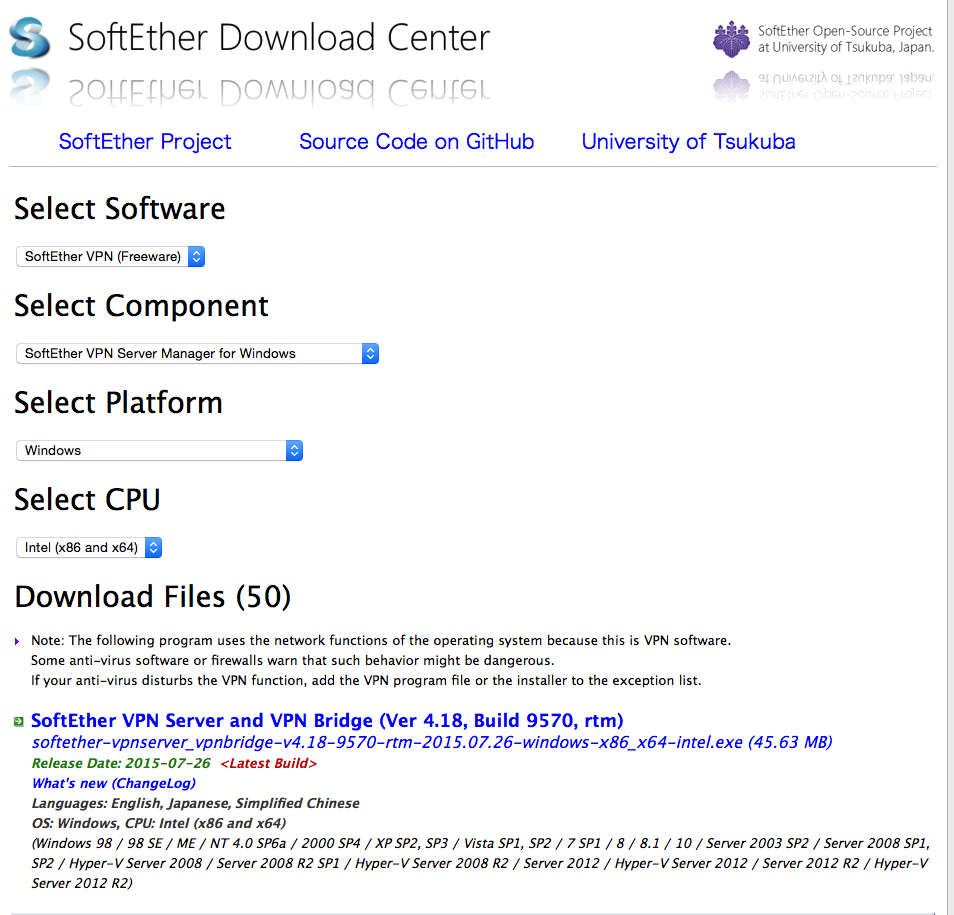 SoftEther Download Center
SoftEther Open-Source Project
at University of Tsukuba, Japan.
SoftEther Project
Source Code on GitHub
University of Tsukuba
Select Software
SoftEther VPN (Freeware)
Select Component
SoftEther VPN Server Manager for Windows
Select Platform
Windows
Select CPU
Intel (x86 and x64)
Download Files (50)
Note: The following program uses the network functions of the operating system because this is VPN software.
Some anti-virus software or firewalls warn that such behavior might be dangerous.
If your anti-virus disturbs the VPN function, add the VPN program file or the installer to the exception list.
SoftEther VPN Server and VPN Bridge (Ver 4.18, Build 9570, rtm)
softether-vpnserver_vpnbridge-v4.18-9570-rtm-2015.07.26-windows-x86_x64-intel.exe (45.63 MB)
Release Date: 2015-07-26 <Latest Build>
What's new (ChangeLog)
Languages: English, Japanese, Simplified Chinese
OS: Windows, CPU: Intel (x86 and x64)
(Windows 98 / 98 SE / ME / NT 4.0 SP6a / 2000 SP4 / XP SP2, SP3 / Vista SP1, SP2 / 7 SP1 / 8 / 8.1 / 10 / Server 2003 SP2 / Server 2008 SP1,
SP2 / Hyper-V Server 2008 / Server 2008 R2 SP1 / Hyper-V Server 2008 R2 / Server 2012 / Hyper-V Server 2012 / Server 2012 R2 / Hyper-V
Server 2012 R2)